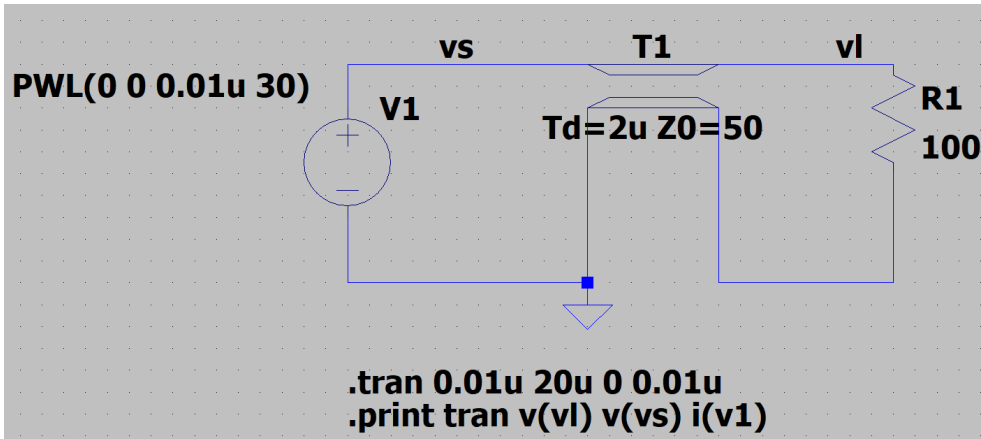 vs
T1
vl
PWL(0 0 0.01u 30)
V1
R1
Td=2u Z0=50
100
.tran 0.01u 20u 0 0.01u
.print tran v(vl) v(vs) i(v1)